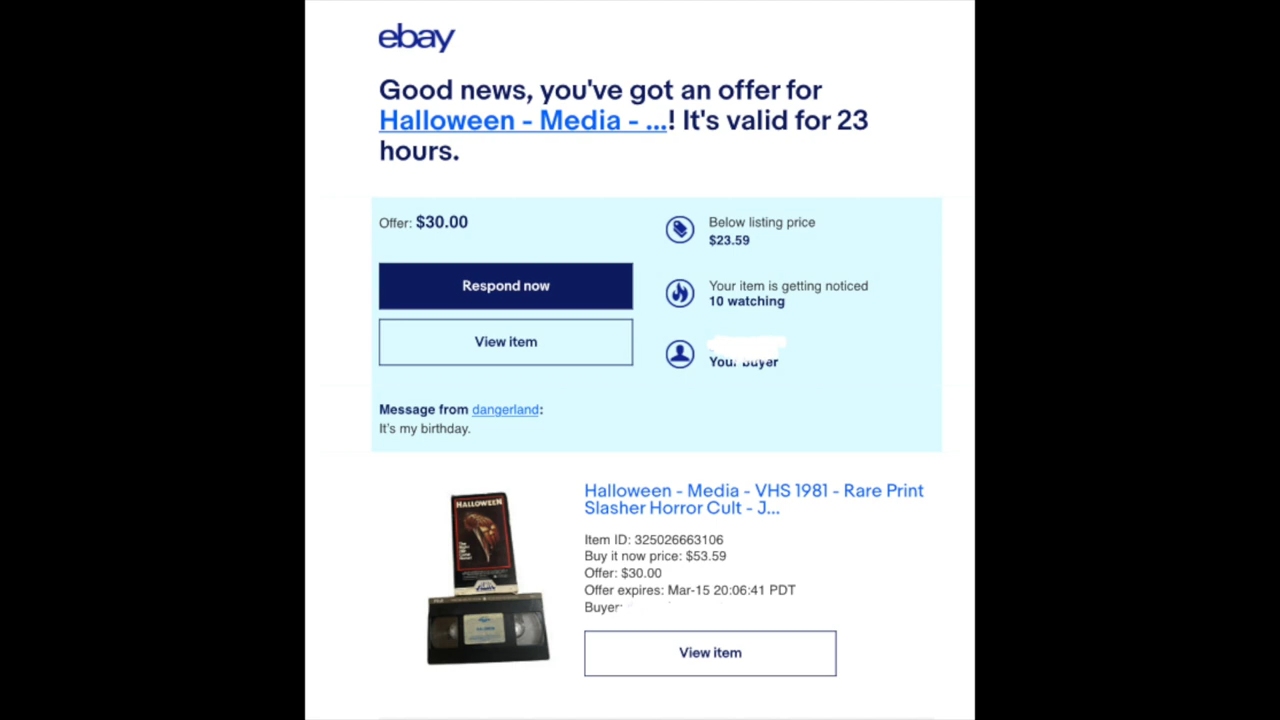 ebay
Good news, you've got an offer for
Halloween - Media - ...! It's valid for 23
hours.
Offer: $30.00
Below listing price
$23.59
Respond now
Your item is getting noticed
10 watching
View item
Your buyer
Message from dangerland:
It's my birthday.
HALLOWEEN
Halloween - Media - VHS 1981 - Rare Print
Slasher Horror Cult - J...
Item ID: 325026663106
Buy it now price: $53.59
Offer: $30.00
Offer expires: Mar-15 20:06:41 PDT
Buyer:
View item